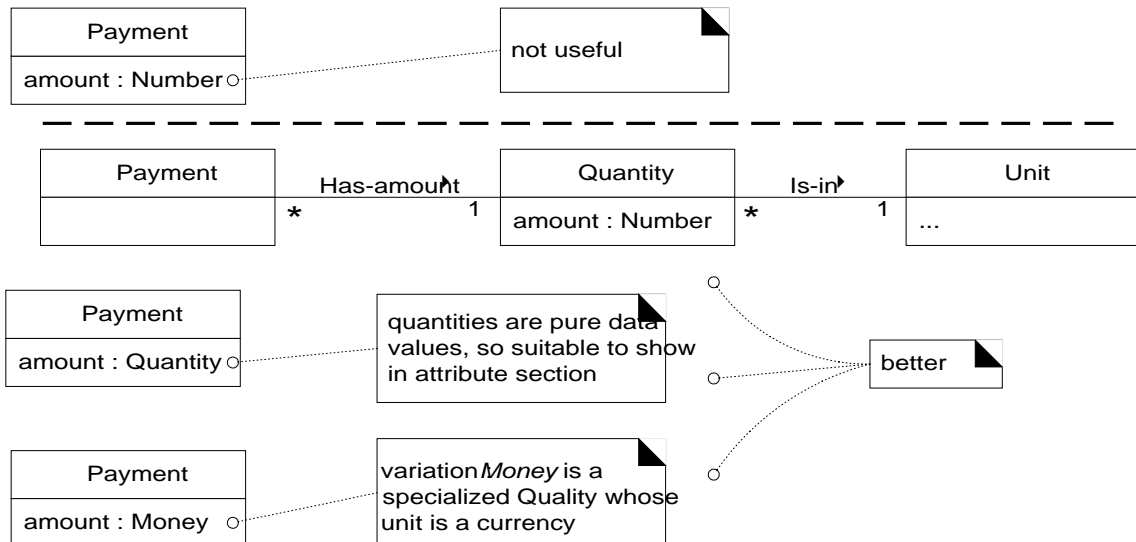 Payment
amount : Number
not useful
Payment
Has-amount
Quantity
Is-in
Unit
*
1
amount : Number
*
1
...
Payment
amount : Quantity
quantities are pure data
values, so suitable to show
in attribute section
better
Payment
amount : Money
variation Money is a
specialized Quality whose
unit is a currency